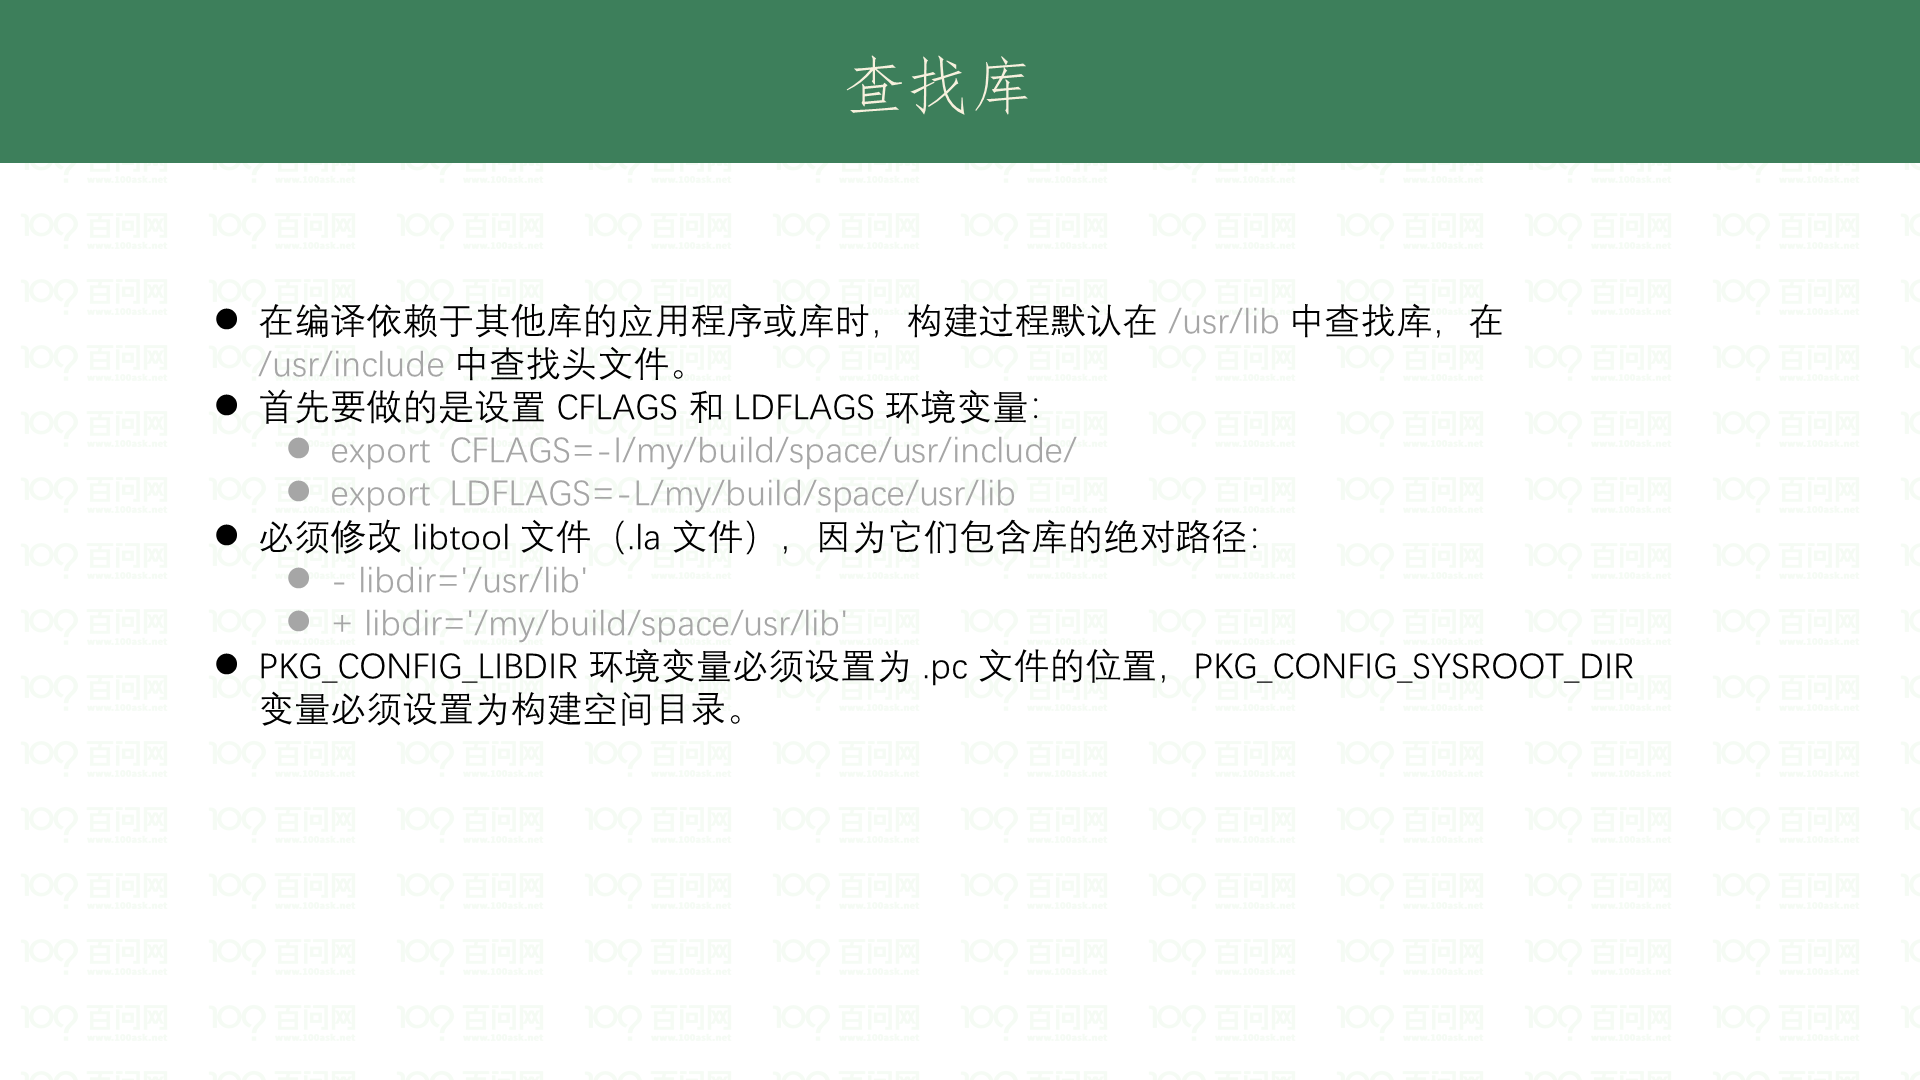 查找库
● 在编译依赖于其他库的应用程序或库时，构建过程默认在 /usr/lib 中查找库，在
/usr/include 中查找头文件。
● 首先要做的是设置 CFLAGS 和 LDFLAGS 环境变量：
● export CFLAGS=-I/my/build/space/usr/include/
● export LDFLAGS=-L/my/build/space/usr/lib
● 必须修改 libtool 文件（.la 文件），因为它们包含库的绝对路径：
● - libdir='/usr/lib'
● + libdir='/my/build/space/usr/lib'
● PKG_CONFIG_LIBDIR 环境变量必须设置为 .pc 文件的位置，PKG_CONFIG_SYSROOT_DIR
变量必须设置为构建空间目录。
百问网
www.100ask.net